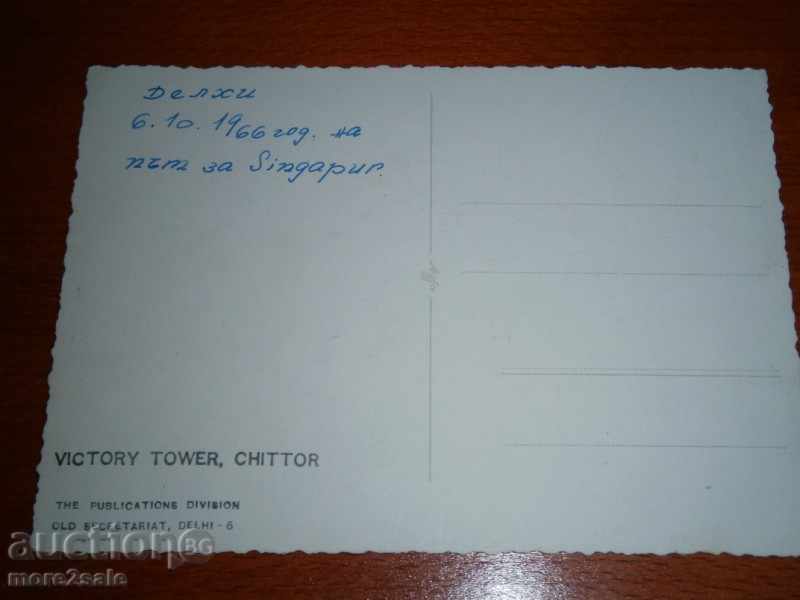 Делхи
6.10.1966 год. на
път за Singapur.
VICTORY TOWER, CHITTOR
THE PUBLICATIONS DIVISION
OLD SECRETARIAT, DELHI-6
auction BG
more2sale